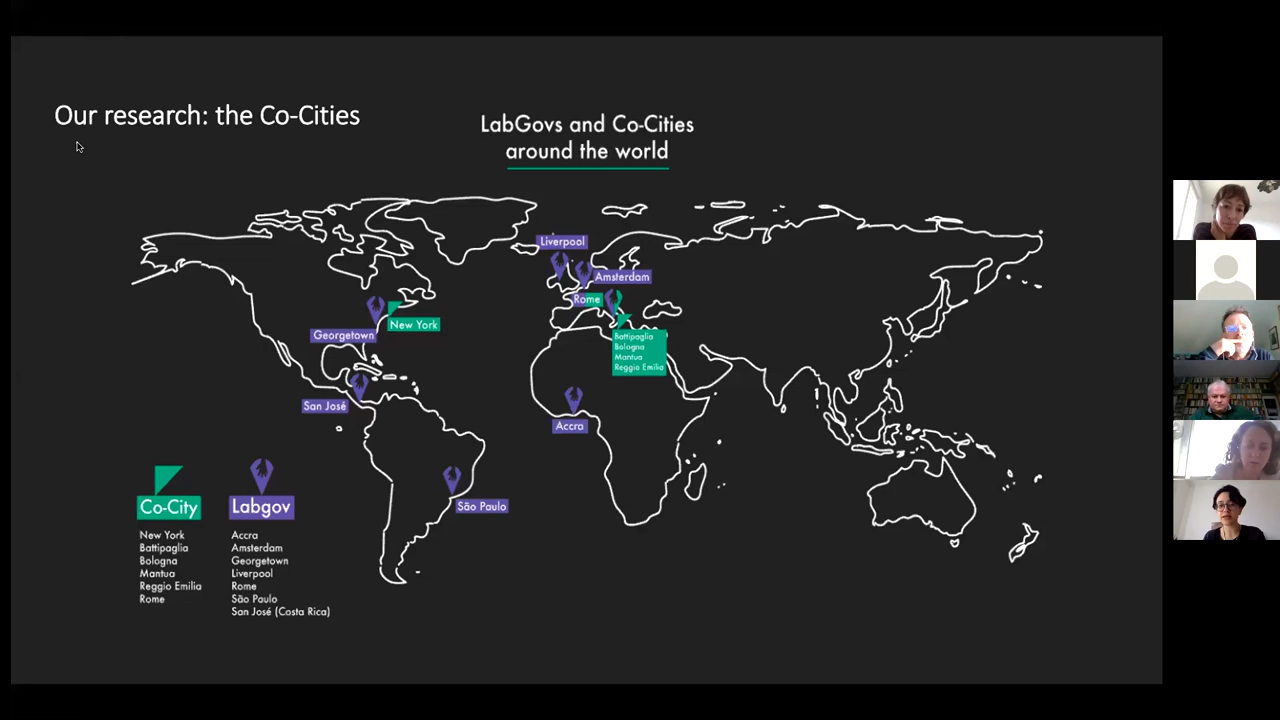 Our research: the Co-Cities
LabGovs and Co-Cities
around the world
Liverpool
Amsterdam
Rome
New York
Georgetown
Battipaglia
Bologna
Mantua
Reggio Emilia
San José
Accra
São Paulo
Co-City
New York
Battipaglia
Bologna
Mantua
Reggio Emilia
Rome
Labgov
Accra
Amsterdam
Georgetown
Liverpool
Rome
São Paulo
San José (Costa Rica)